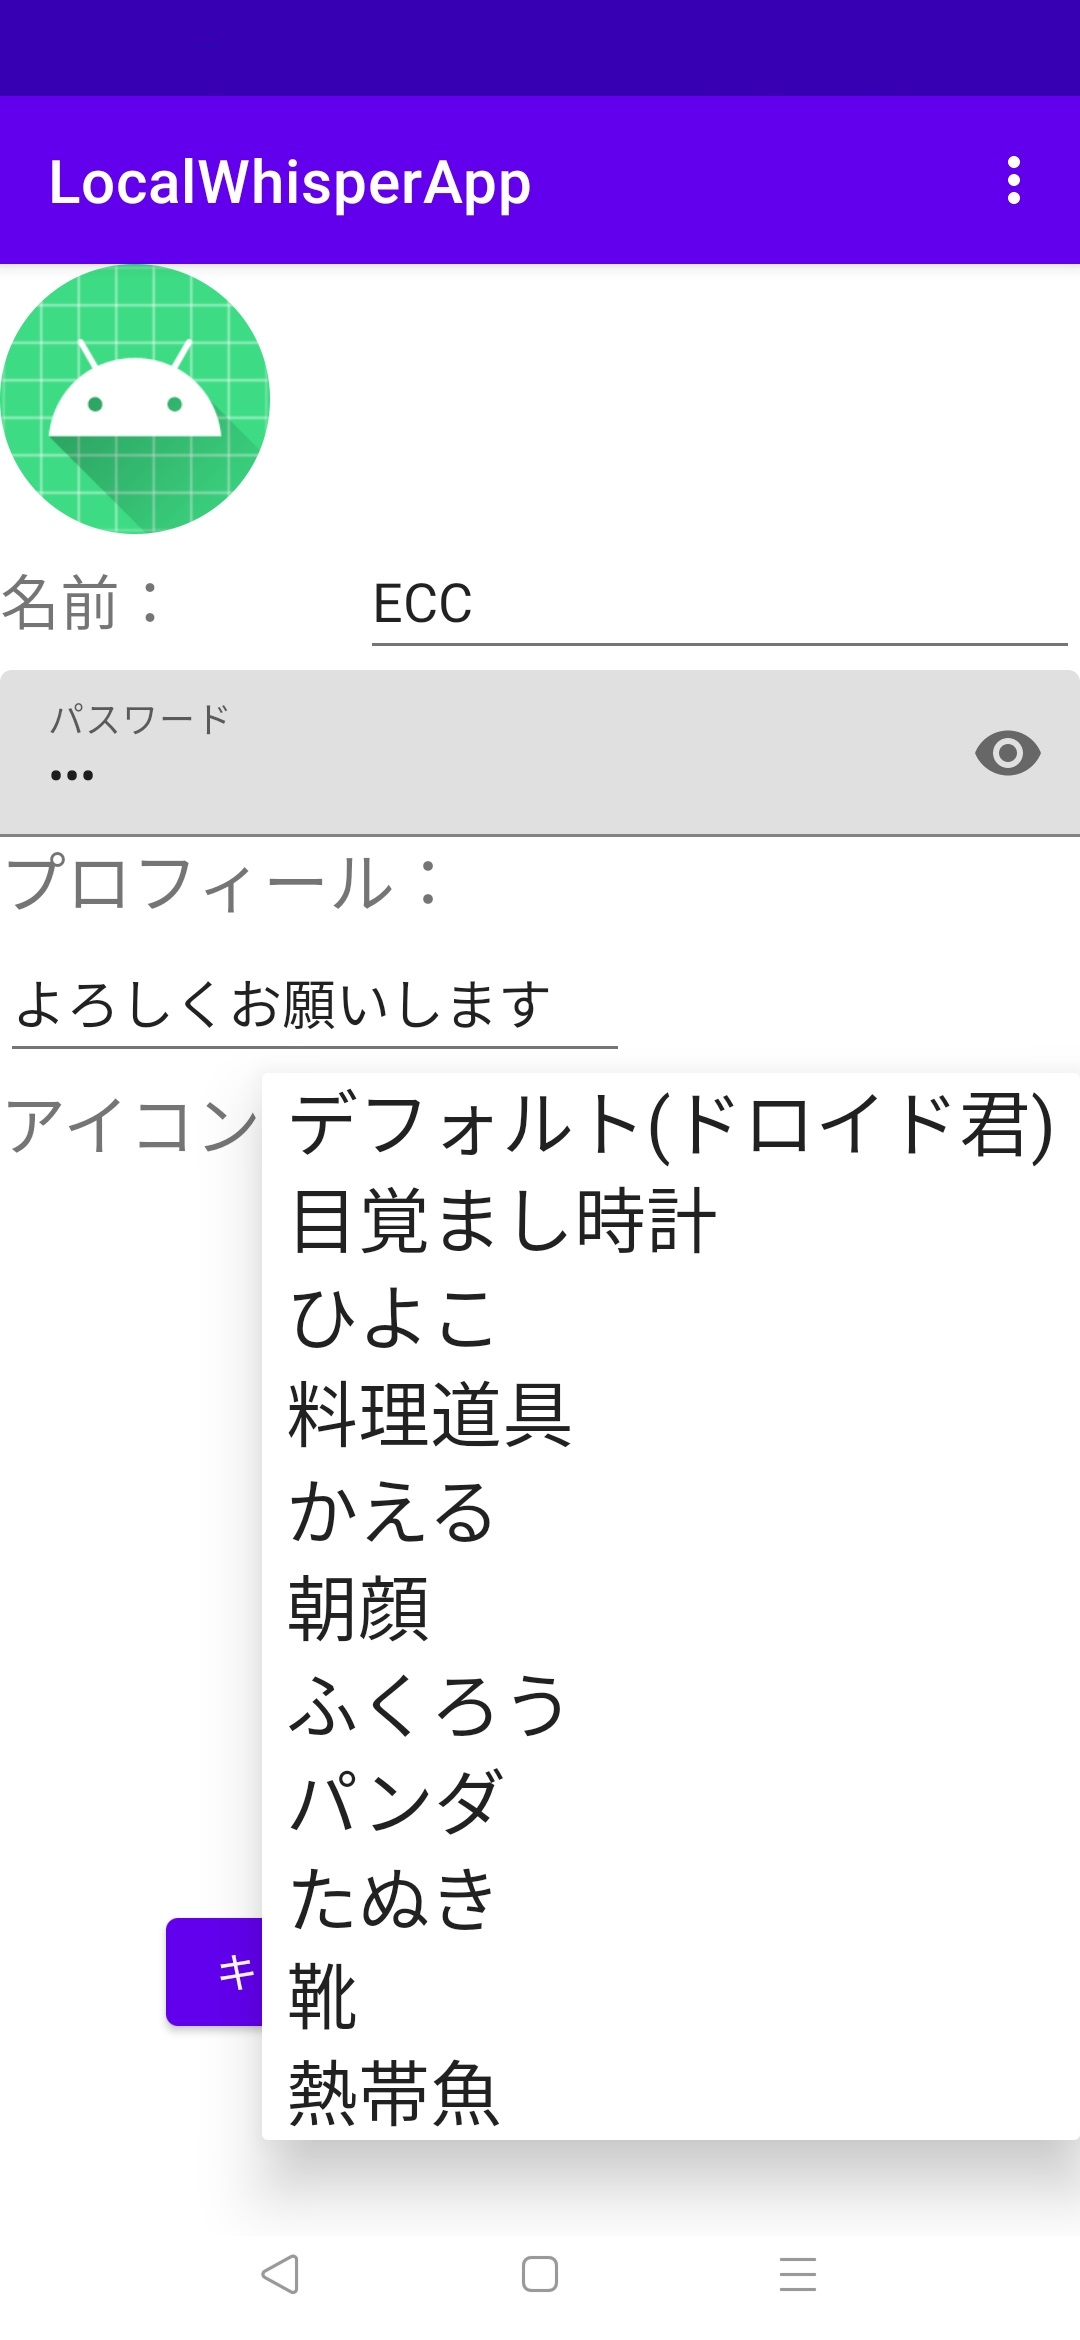 LocalWhisperApp
名前：
ECC
パスワード
•••
プロフィール：
よろしくお願いします
アイコン
デフォルト(ドロイド君)
目覚まし時計
ひよこ
料理道具
かえる
朝顔
ふくろう
パンダ
たぬき
靴
熱帯魚
キ